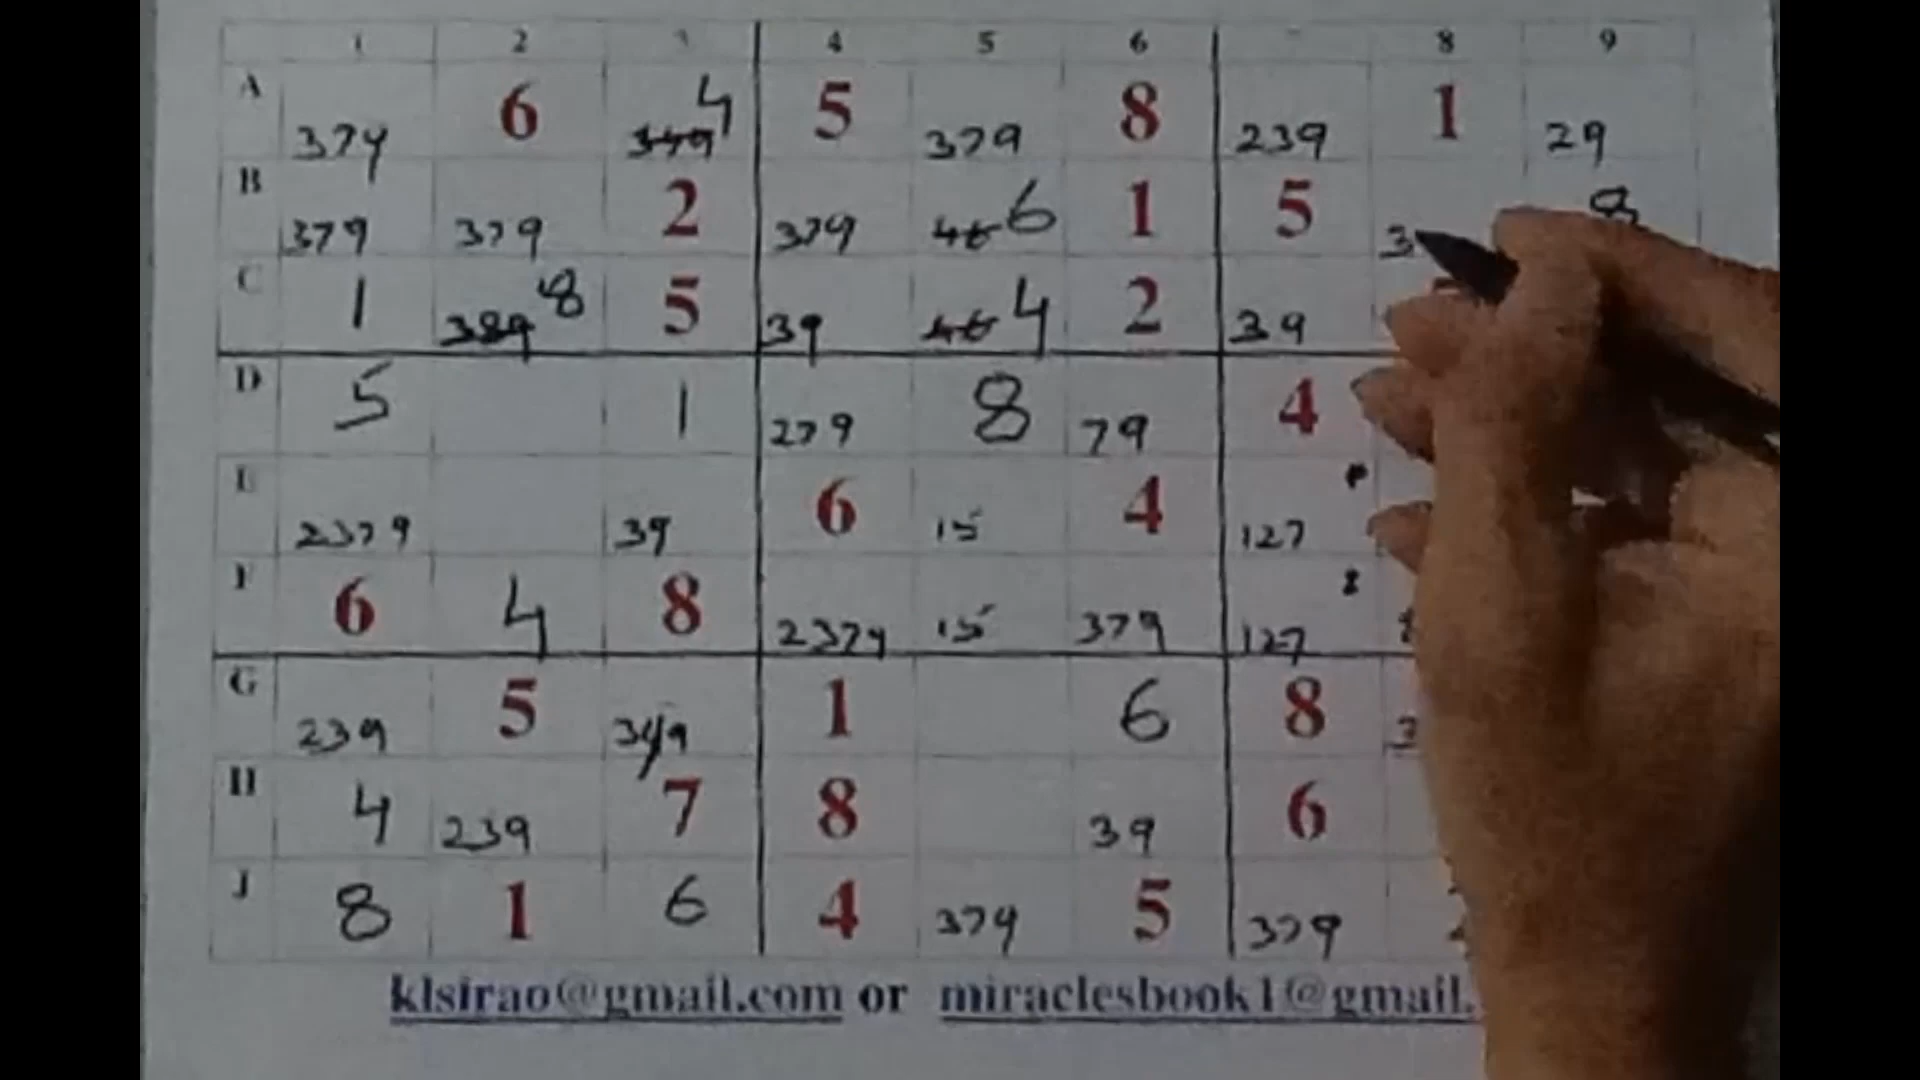 1 2 3 4 5 6 8 9
A 379 6 349 4 5 379 8 239 1 29
B 379 379 2 379 46 6 1 5 3 8
C 1 389 8 5 39 46 4 2 39
D 5 1 279 8 79 4
E 2379 39 6 15 4 127
F 6 4 8 2379 15 379 127
G 239 5 349 1 6 8
H 4 239 7 8 39 6
J 8 1 6 4 379 5 379
klsirao@gmail.com or miraclesbook1@gmail.